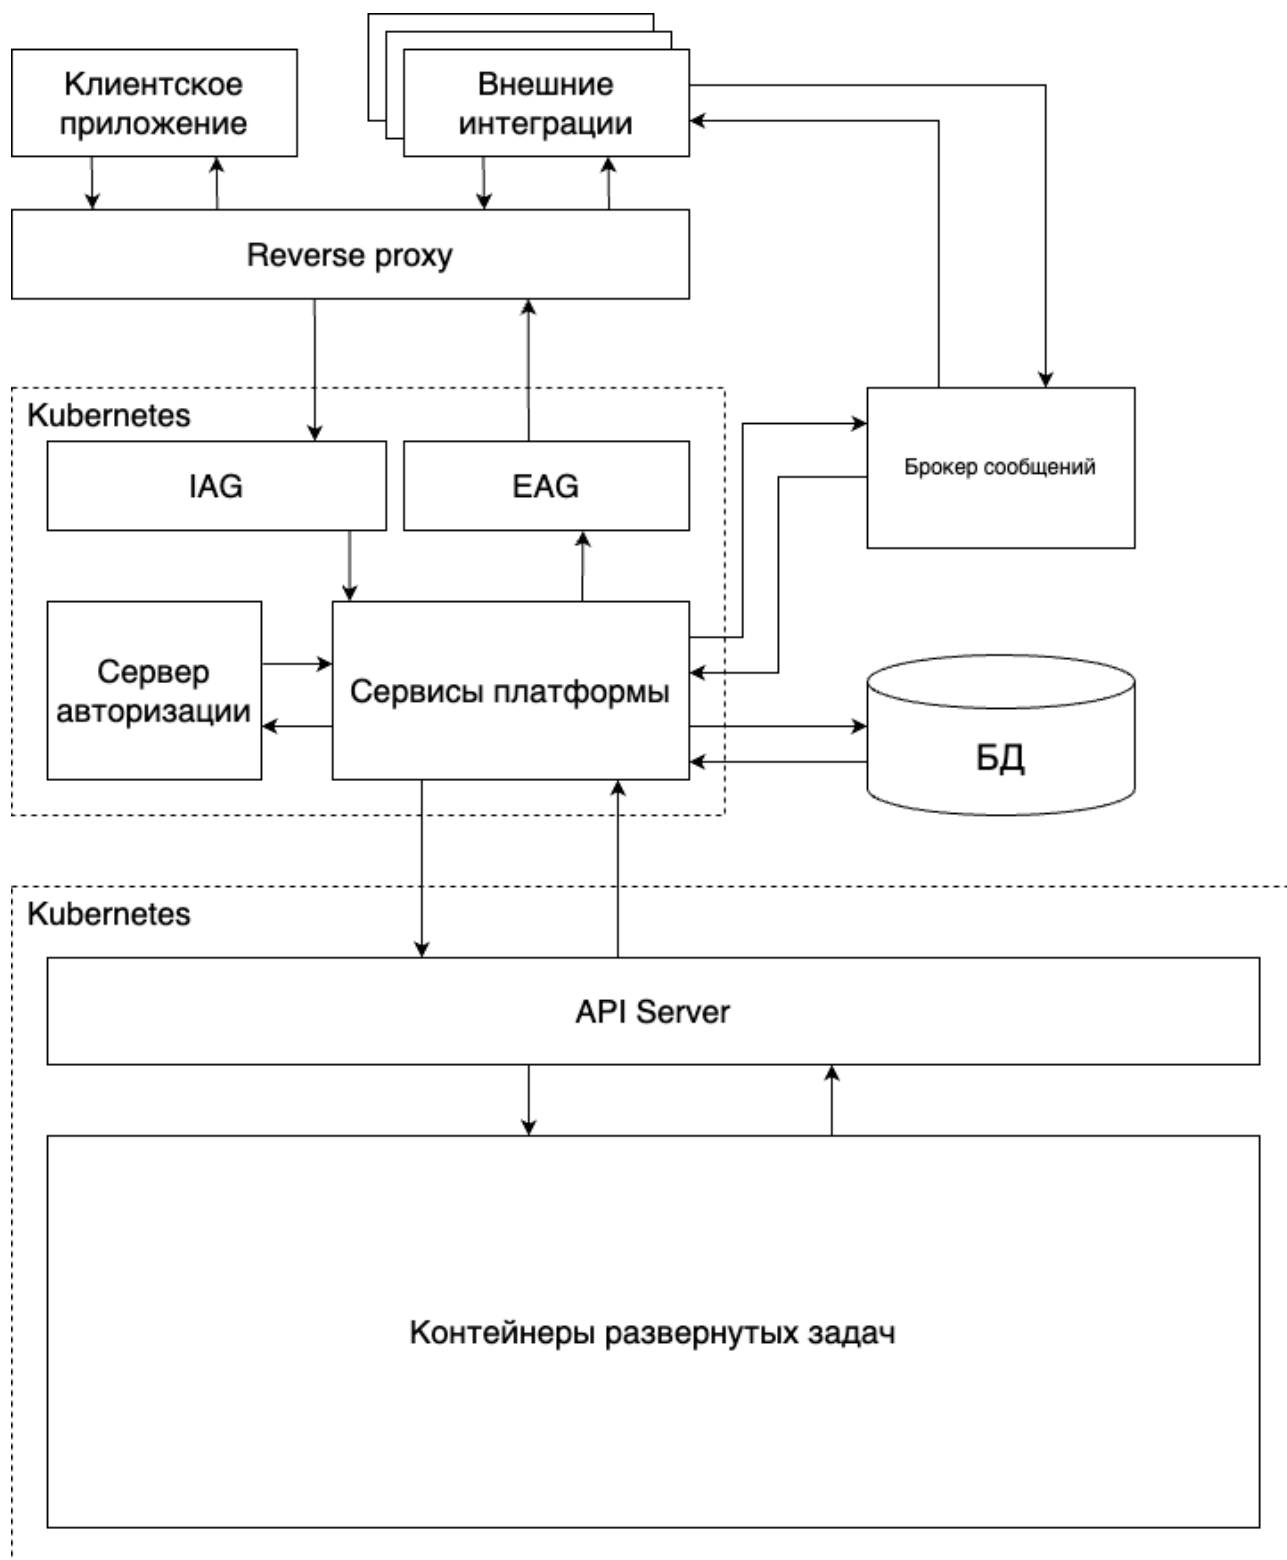 Клиентское
приложение
Внешние
интеграции
Reverse proxy
Kubernetes
IAG
EAG
Брокер сообщений
Сервер
авторизации
Сервисы платформы
БД
Kubernetes
API Server
Контейнеры развернутых задач